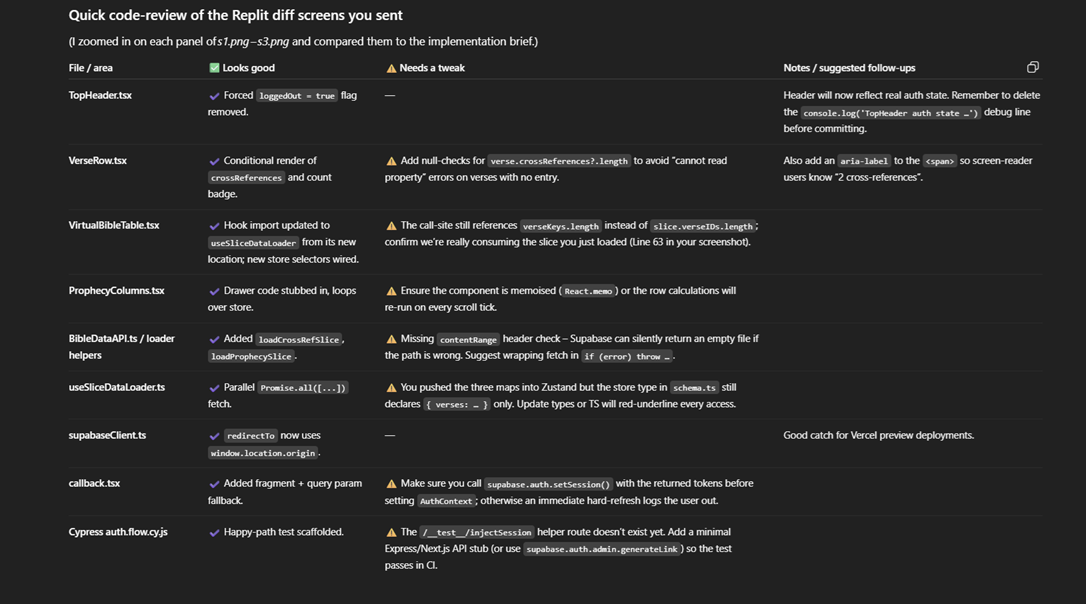 Quick code-review of the Replit diff screens you sent
(I zoomed in on each panel of s1.png–s3.png and compared them to the implementation brief.)
File / area ✅ Looks good ⚠️ Needs a tweak Notes / suggested follow-ups
TopHeader.tsx ✔ Forced loggedOut = true flag — Header will now reflect real auth state. Remember to delete
removed. the console.log('TopHeader auth state …') debug line
before committing.
VerseRow.tsx ✔ Conditional render of ⚠️ Add null-checks for verse.crossReferences?.length to avoid “cannot read Also add an aria-label to the <span> so screen-reader
crossReferences and count property” errors on verses with no entry. users know “2 cross-references”.
badge.
VirtualBibleTable.tsx ✔ Hook import updated to ⚠️ The call-site still references verseKeys.length instead of slice.verseIDs.length;
useSliceDataLoader from its new confirm we’re really consuming the slice you just loaded (Line 63 in your screenshot).
location; new store selectors wired.
ProphecyColumns.tsx ✔ Drawer code stubbed in, loops ⚠️ Ensure the component is memoised (React.memo) or the row calculations will
over store. re-run on every scroll tick.
BibleDataAPI.ts / loader ✔ Added loadCrossRefSlice, ⚠️ Missing contentRange header check – Supabase can silently return an empty file if
helpers loadProphecySlice. the path is wrong. Suggest wrapping fetch in if (error) throw ….
useSliceDataLoader.ts ✔ Parallel Promise.all([...]) ⚠️ You pushed the three maps into Zustand but the store type in schema.ts still
fetch. declares { verses: … } only. Update types or TS will red-underline every access.
supabaseClient.ts ✔ redirectTo now uses — Good catch for Vercel preview deployments.
window.location.origin.
callback.tsx ✔ Added fragment + query param ⚠️ Make sure you call supabase.auth.setSession() with the returned tokens before
fallback. setting AuthContext; otherwise an immediate hard-refresh logs the user out.
Cypress auth.flow.cy.js ✔ Happy-path test scaffolded. ⚠️ The /__test__/injectSession helper route doesn’t exist yet. Add a minimal
Express/Next.js API stub (or use supabase.auth.admin.generateLink) so the test
passes in CI.